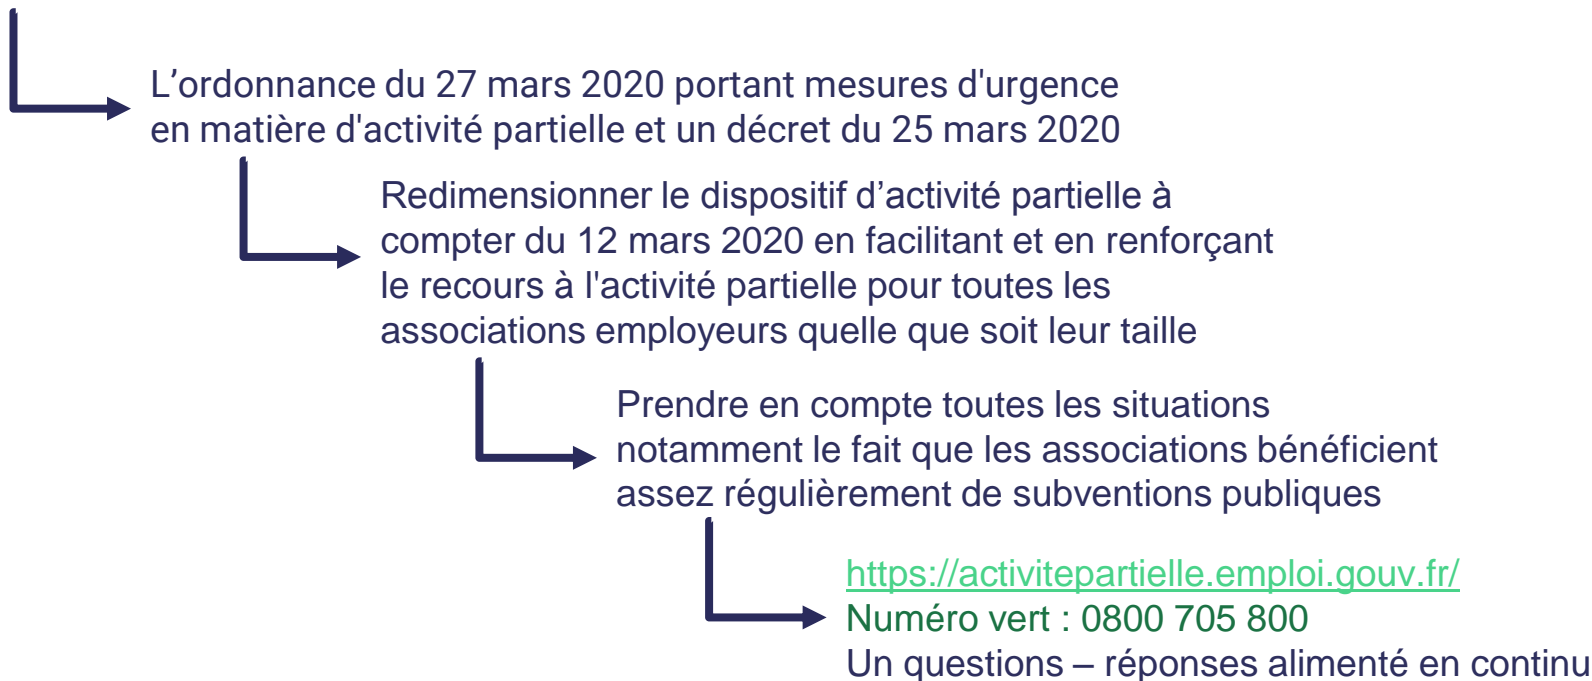 L’ordonnance du 27 mars 2020 portant mesures d'urgence
en matière d'activité partielle et un décret du 25 mars 2020
Redimensionner le dispositif d’activité partielle à
compter du 12 mars 2020 en facilitant et en renforçant
le recours à l'activité partielle pour toutes les
associations employeurs quelle que soit leur taille
Prendre en compte toutes les situations
notamment le fait que les associations bénéficient
assez régulièrement de subventions publiques
https://activitepartielle.emploi.gouv.fr/
Numéro vert : 0800 705 800
Un questions – réponses alimenté en continu